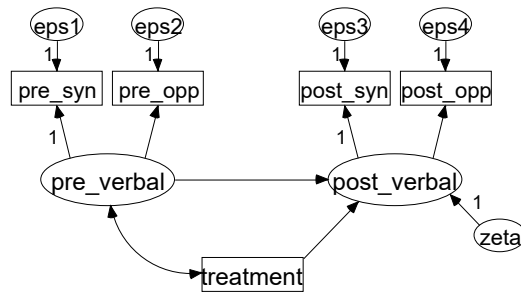 eps1 eps2 eps3 eps4
1 1 1 1
pre_syn pre_opp post_syn post_opp
1 1
pre_verbal post_verbal
1
zeta
treatment